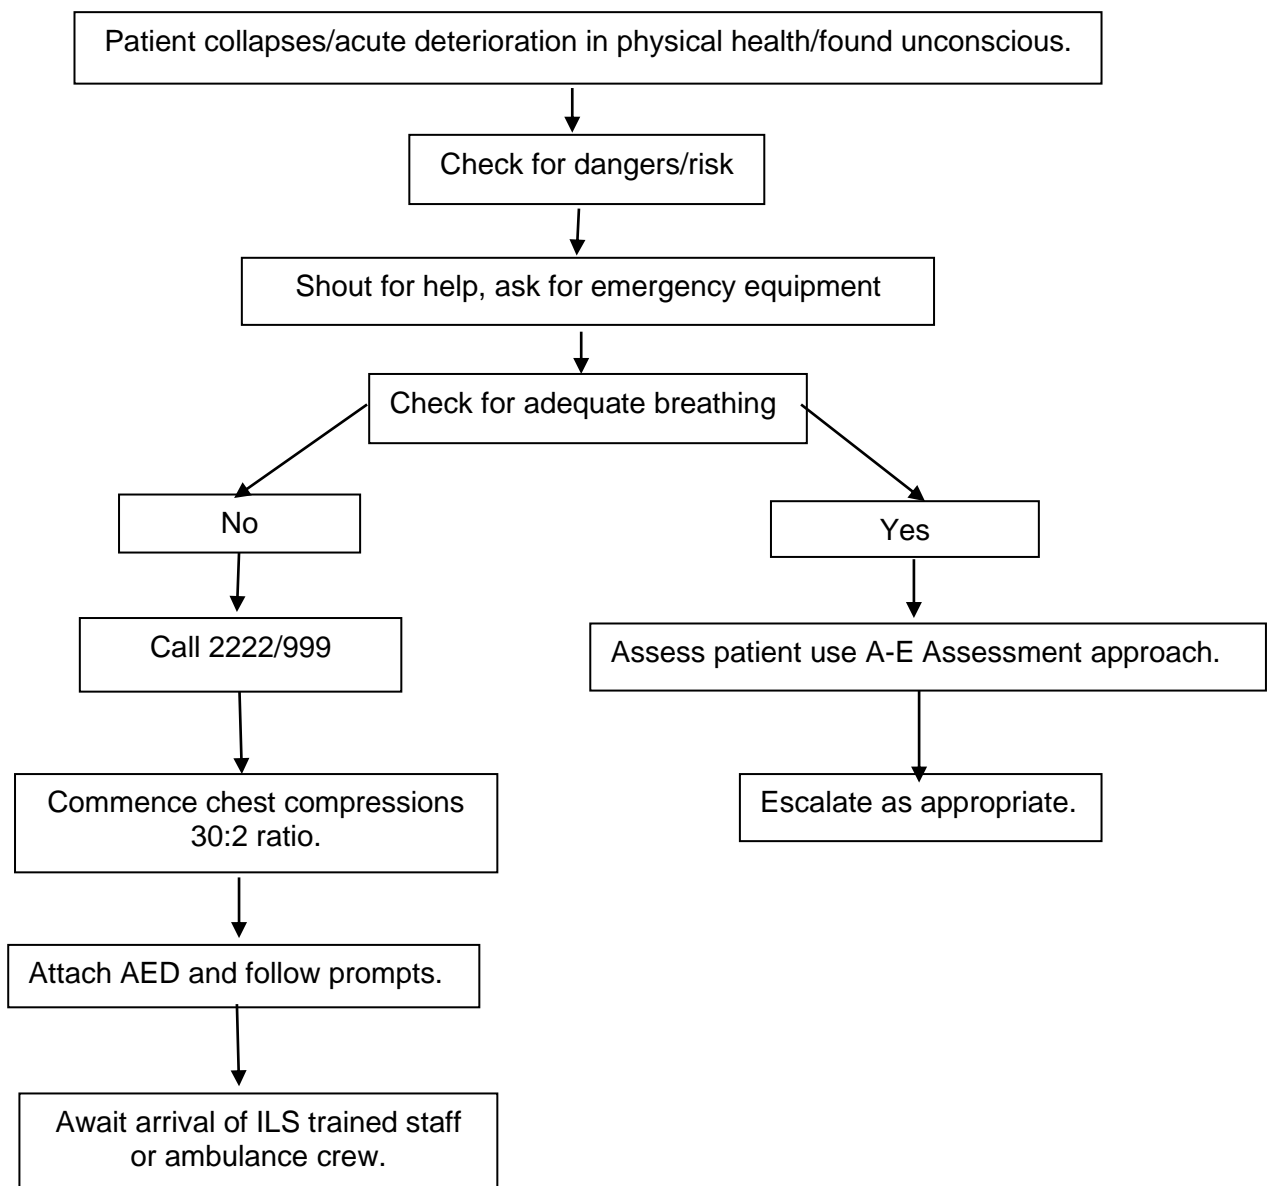 Patient collapses/acute deterioration in physical health/found unconscious.
Check for dangers/risk
Shout for help, ask for emergency equipment
Check for adequate breathing
No
Yes
Call 2222/999
Assess patient use A-E Assessment approach.
Commence chest compressions
30:2 ratio.
Escalate as appropriate.
Attach AED and follow prompts.
Await arrival of ILS trained staff
or ambulance crew.